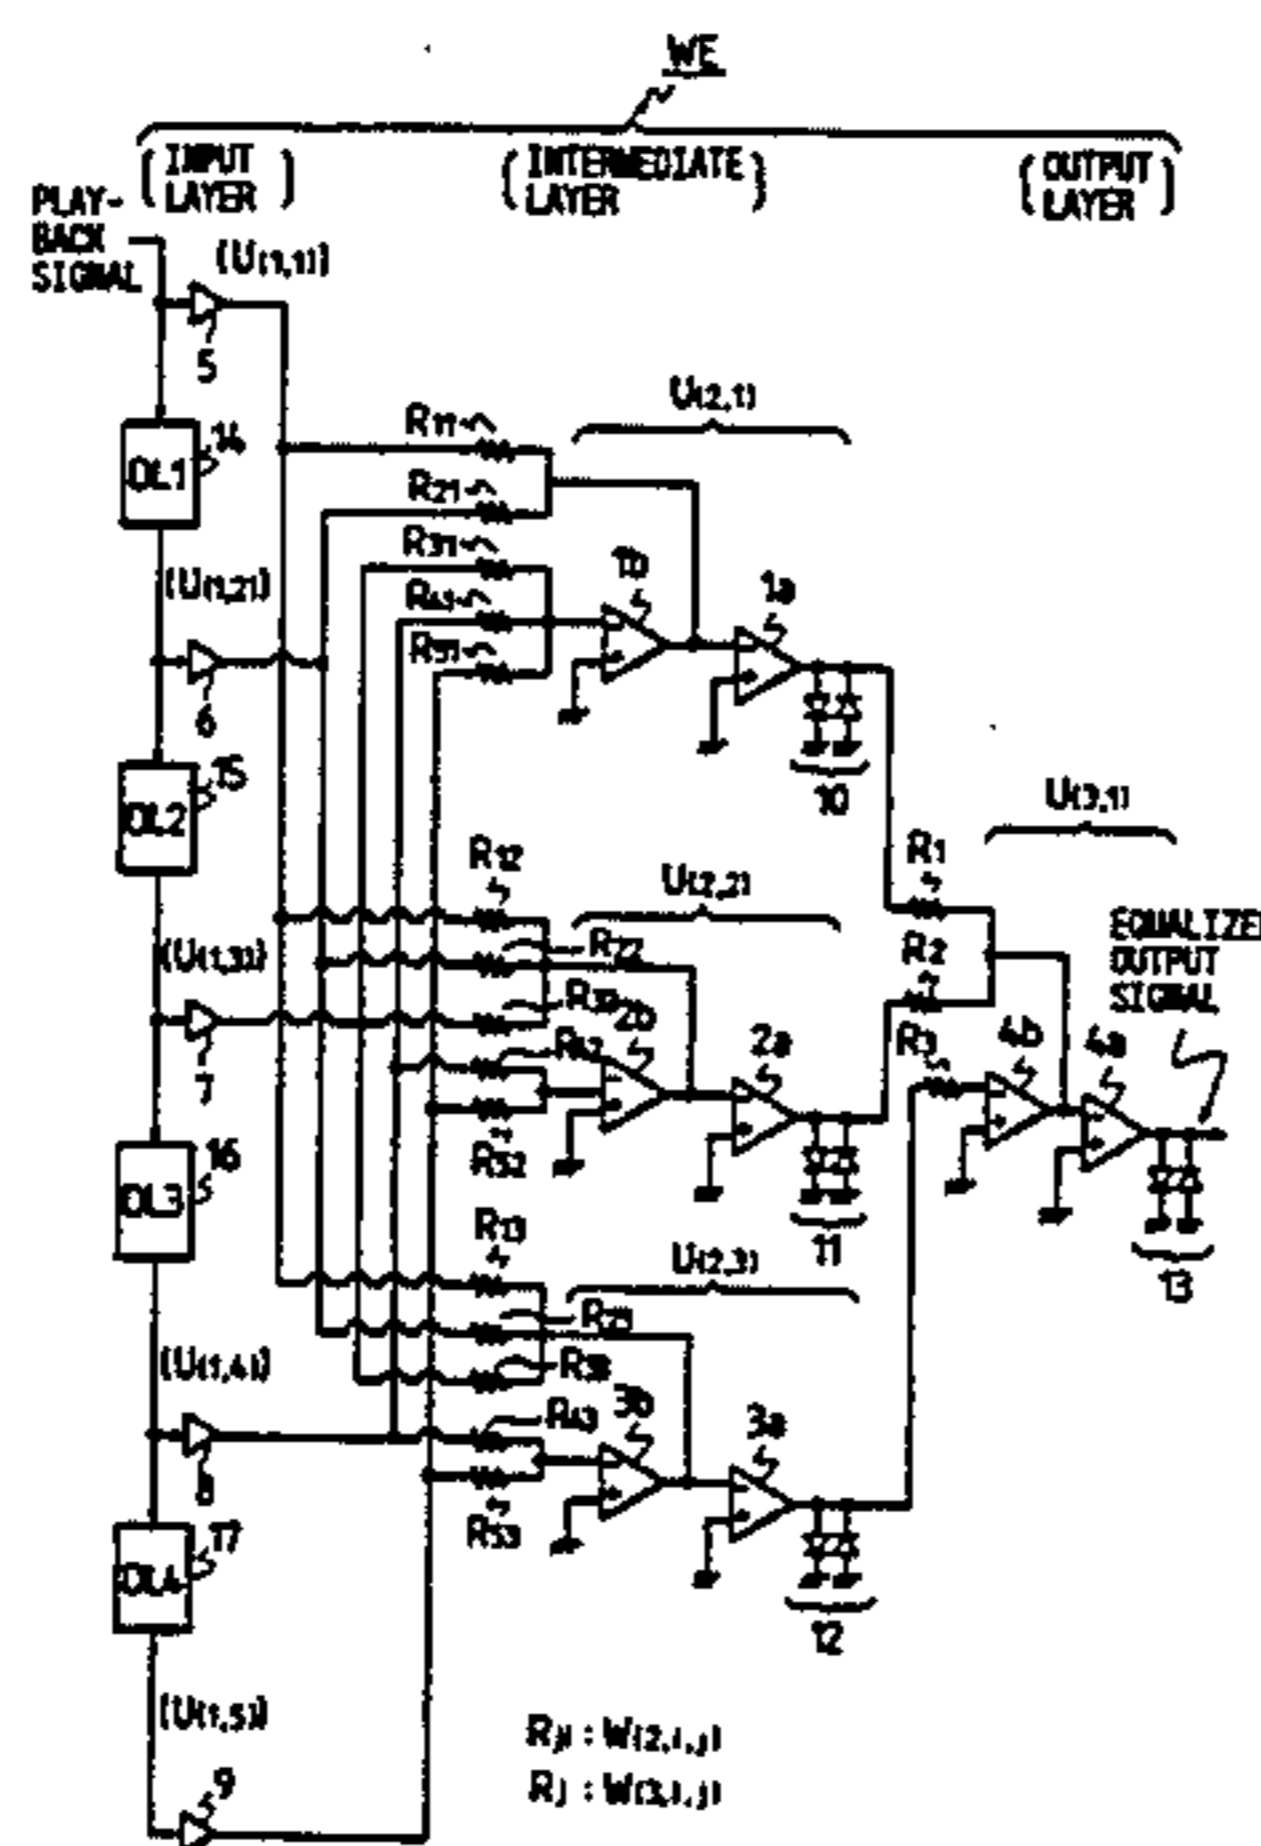 WE
INPUT
LAYER
INTERMEDIATE
LAYER
OUTPUT
LAYER
PLAY-
BACK
SIGNAL
(U(1,1))
5
DL1
14
(U(1,2))
6
DL2
15
(U(1,3))
7
DL3
16
(U(1,4))
8
DL4
17
(U(1,5))
9
R11
R21
R31
R41
R51
U(2,1)
1b
1a
10
R12
R22
R32
R42
R52
U(2,2)
2b
2a
11
R13
R23
R33
R43
R53
U(2,3)
3b
3a
12
R1
R2
R3
U(3,1)
4b
4a
13
EQUALIZE
OUTPUT
SIGNAL
Rji : W(2,i,j)
Rj : W(3,i,j)